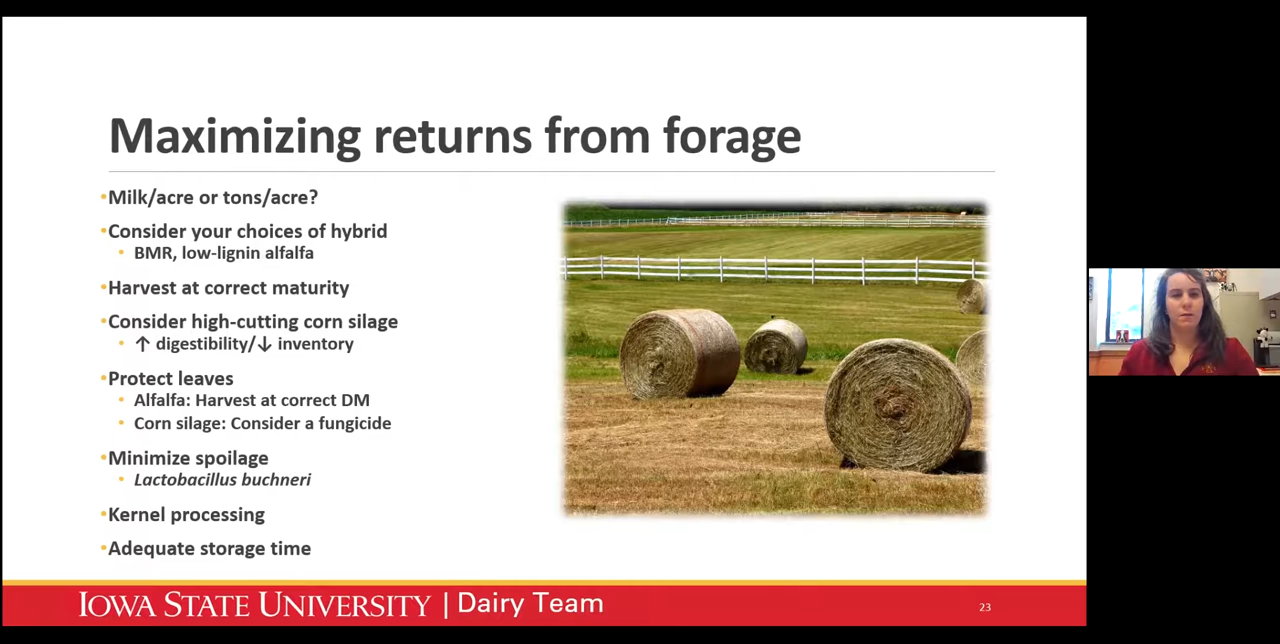 Maximizing returns from forage
•Milk/acre or tons/acre?
•Consider your choices of hybrid
• BMR, low-lignin alfalfa
•Harvest at correct maturity
•Consider high-cutting corn silage
• ↑ digestibility/↓ inventory
•Protect leaves
• Alfalfa: Harvest at correct DM
• Corn silage: Consider a fungicide
•Minimize spoilage
• Lactobacillus buchneri
•Kernel processing
•Adequate storage time
IOWA STATE UNIVERSITY | Dairy Team
23